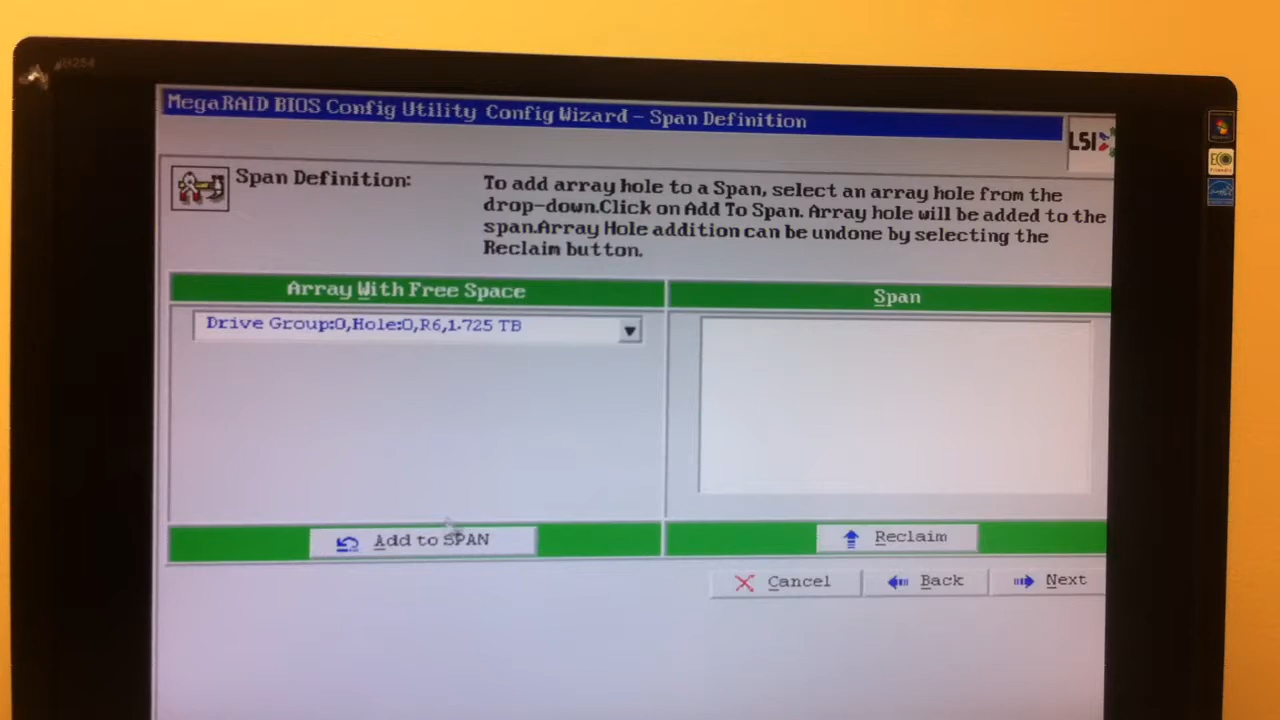 MegaRAID BIOS Config Utility Config Wizard - Span Definition
LSI
Span Definition:
To add array hole to a Span, select an array hole from the
drop-down.Click on Add To Span. Array hole will be added to the
span.Array Hole addition can be undone by selecting the
Reclaim button.
Array With Free Space
Span
Drive Group:0,Hole:0,R6,1.725 TB
Add to SPAN
Reclaim
Cancel
Back
Next